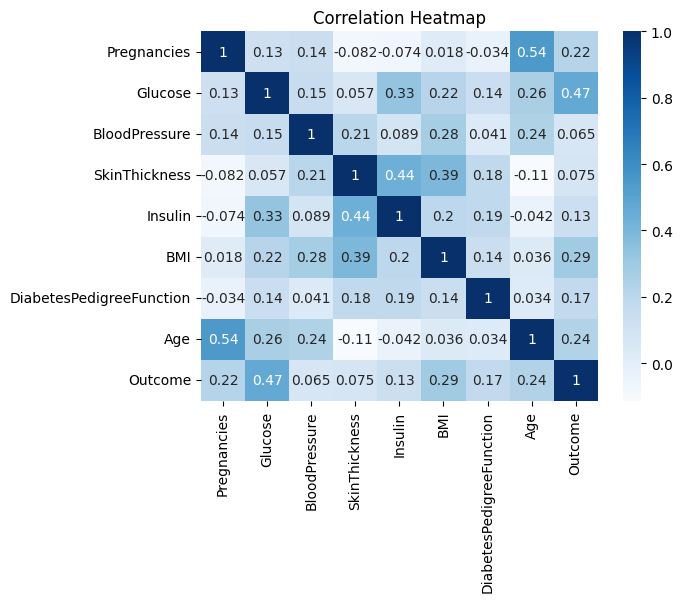 Correlation Heatmap
Pregnancies 1 0.13 0.14 -0.082 -0.074 0.018 -0.034 0.54 0.22
Glucose 0.13 1 0.15 0.057 0.33 0.22 0.14 0.26 0.47
BloodPressure 0.14 0.15 1 0.21 0.089 0.28 0.041 0.24 0.065
SkinThickness -0.082 0.057 0.21 1 0.44 0.39 0.18 -0.11 0.075
Insulin -0.074 0.33 0.089 0.44 1 0.2 0.19 -0.042 0.13
BMI 0.018 0.22 0.28 0.39 0.2 1 0.14 0.036 0.29
DiabetesPedigreeFunction -0.034 0.14 0.041 0.18 0.19 0.14 1 0.034 0.17
Age 0.54 0.26 0.24 -0.11 -0.042 0.036 0.034 1 0.24
Outcome 0.22 0.47 0.065 0.075 0.13 0.29 0.17 0.24 1
Pregnancies
Glucose
BloodPressure
SkinThickness
Insulin
BMI
DiabetesPedigreeFunction
Age
Outcome
1.0
0.8
0.6
0.4
0.2
0.0